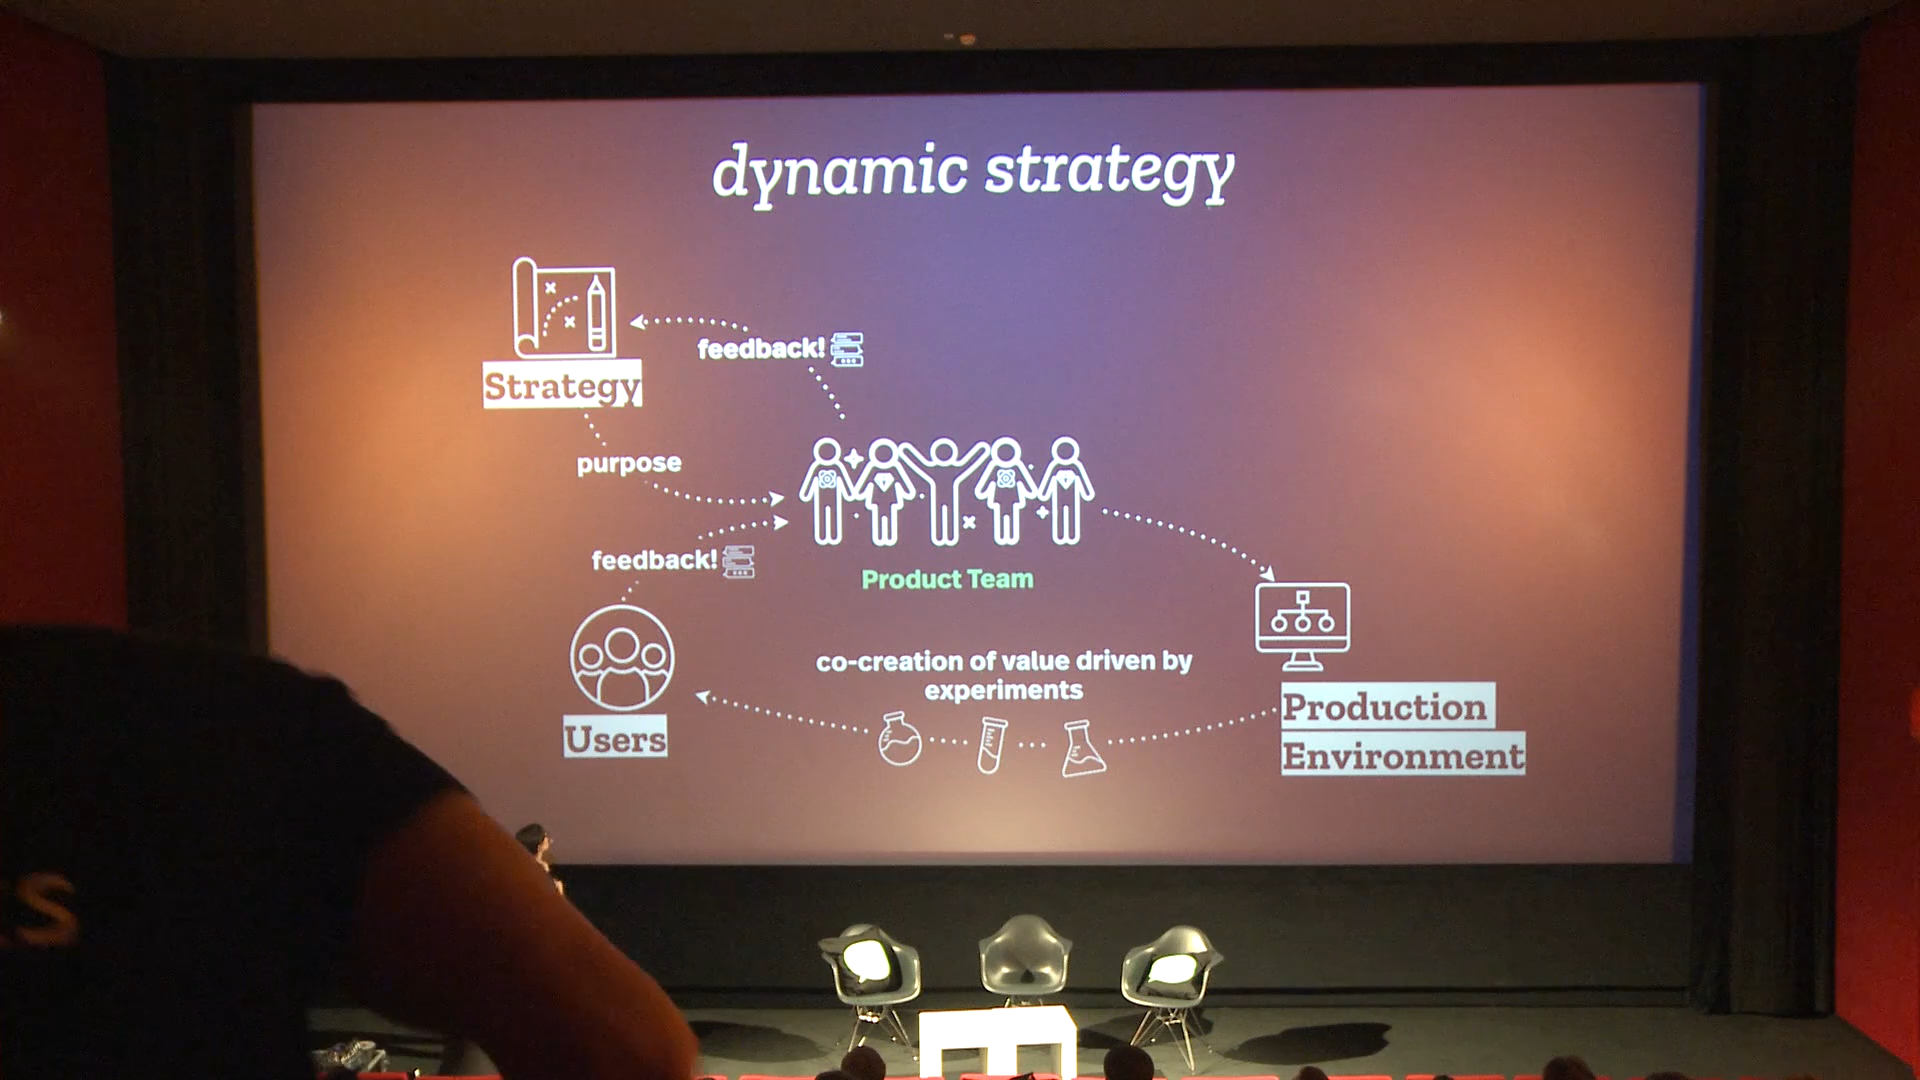 dynamic strategy
feedback!
Strategy
purpose
feedback!
Product Team
co-creation of value driven by
experiments
Users
Production
Environment